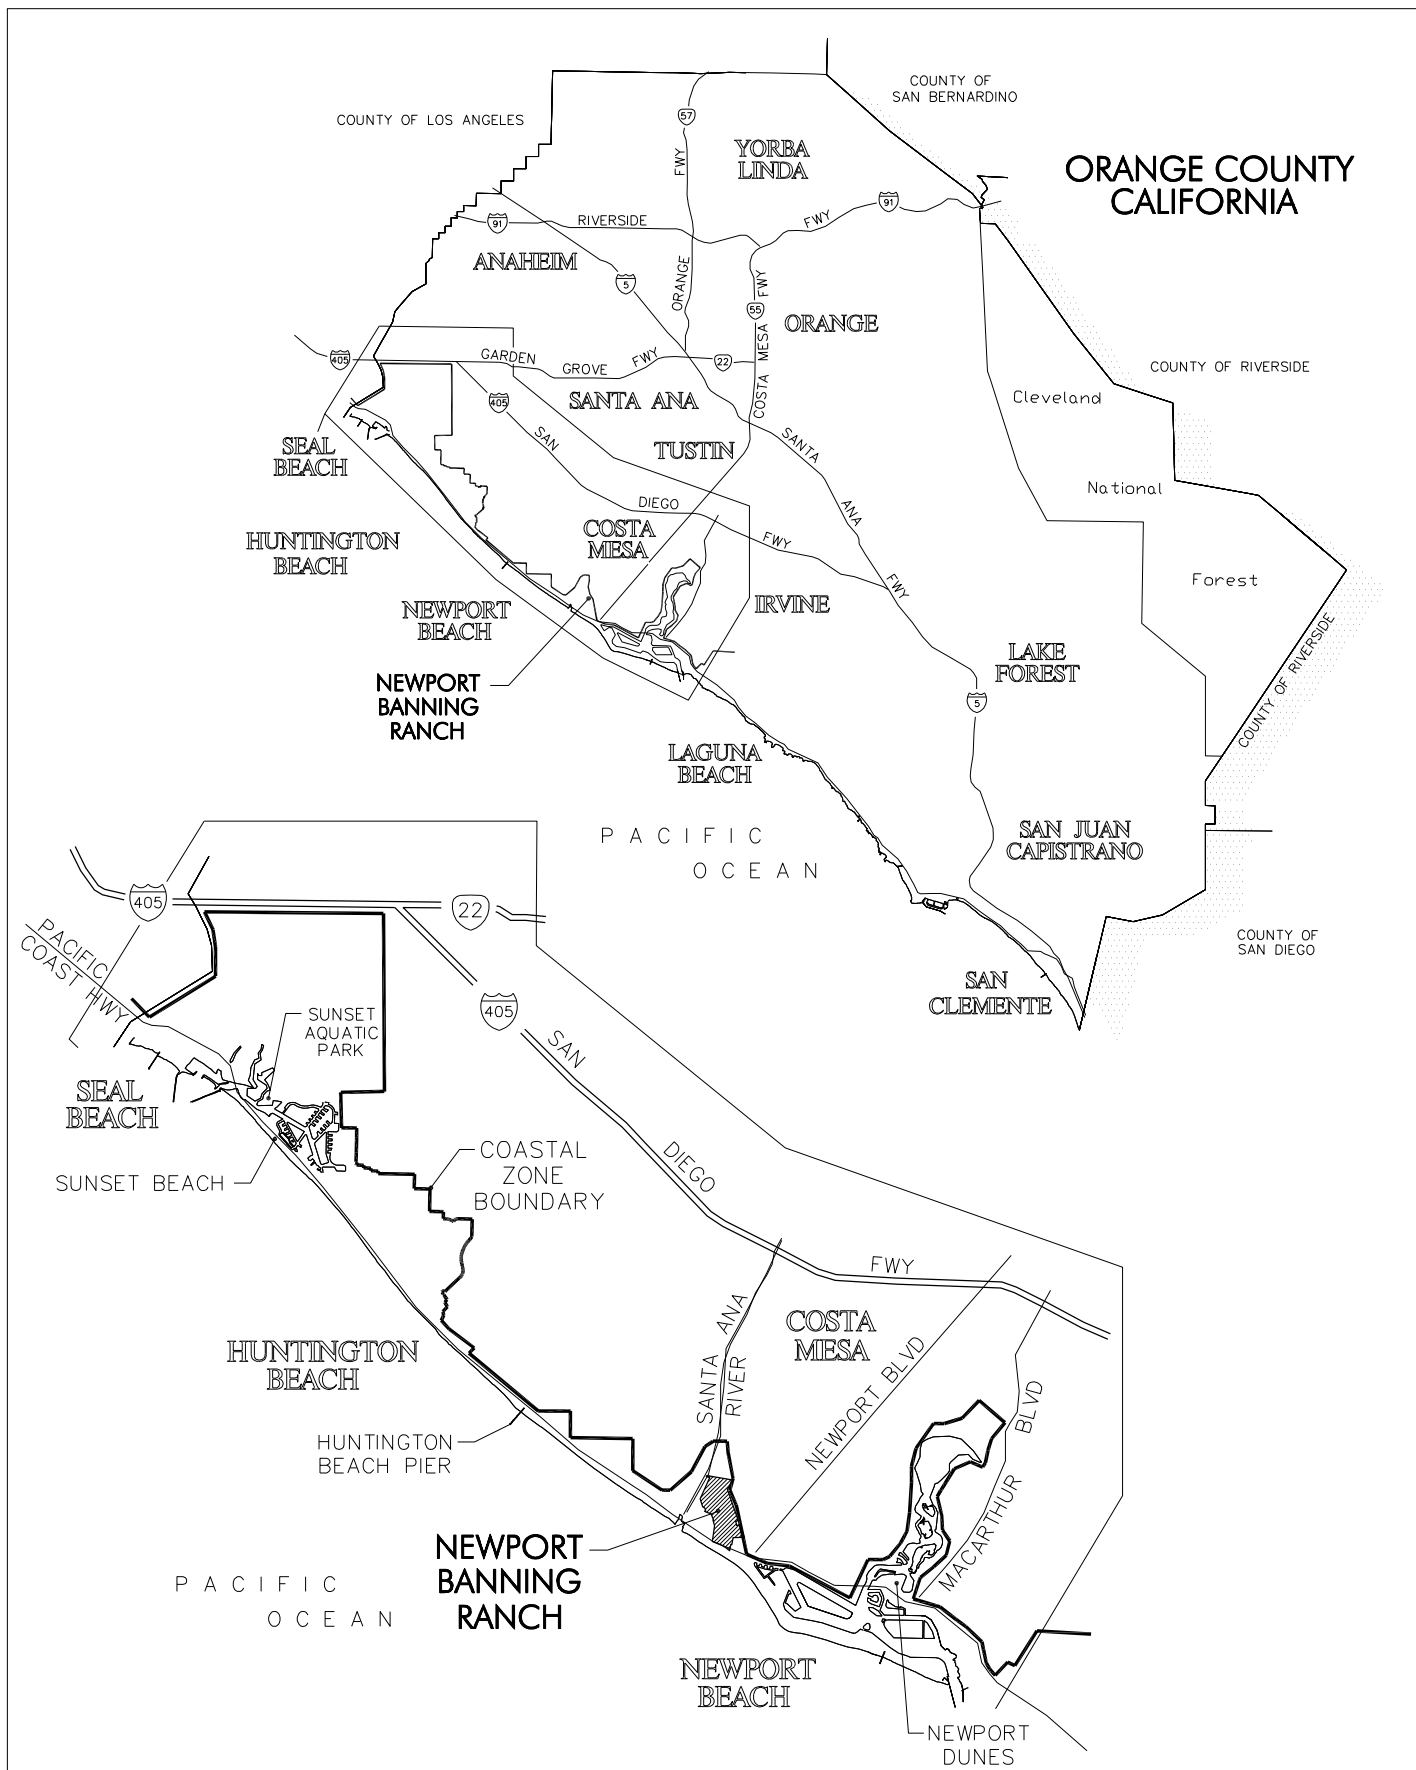 COUNTY OF
SAN BERNARDINO
COUNTY OF LOS ANGELES
57
FWY
YORBA
LINDA
ORANGE COUNTY
CALIFORNIA
91
RIVERSIDE
FWY
91
ANAHEIM
5
ORANGE
FWY
55
COSTA MESA
ORANGE
405
GARDEN
GROVE
FWY
22
COUNTY OF RIVERSIDE
Cleveland
405
SANTA ANA
SEAL
BEACH
SAN
TUSTIN
SANTA
National
DIEGO
ANA
HUNTINGTON
BEACH
COSTA
MESA
FWY
FWY
Forest
NEWPORT
BEACH
IRVINE
COUNTY OF RIVERSIDE
LAKE
FOREST
NEWPORT
BANNING
RANCH
5
LAGUNA
BEACH
PACIFIC
OCEAN
SAN JUAN
CAPISTRANO
COUNTY OF
SAN DIEGO
SAN
CLEMENTE
405
22
PACIFIC
COAST HWY
405
SUNSET
AQUATIC
PARK
SAN
SEAL
BEACH
SUNSET BEACH
COASTAL
ZONE
BOUNDARY
DIEGO
FWY
SANTA ANA
RIVER
COSTA
MESA
HUNTINGTON
BEACH
NEWPORT BLVD
BLVD
HUNTINGTON
BEACH PIER
MACARTHUR
NEWPORT
BANNING
RANCH
PACIFIC
OCEAN
NEWPORT
BEACH
NEWPORT
DUNES